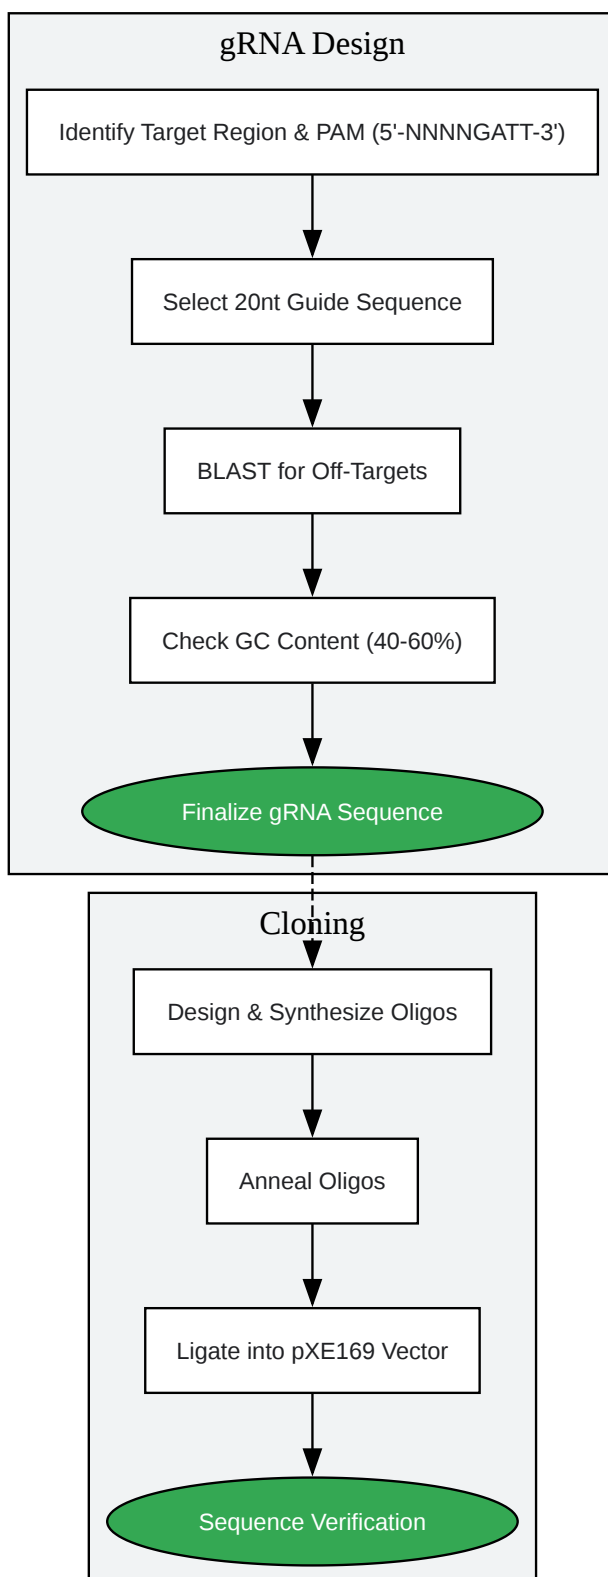 gRNA Design
Identify Target Region & PAM (5'-NNNNGATT-3')
Select 20nt Guide Sequence
BLAST for Off-Targets
Check GC Content (40-60%)
Finalize gRNA Sequence
Cloning
Design & Synthesize Oligos
Anneal Oligos
Ligate into pXE169 Vector
Sequence Verification